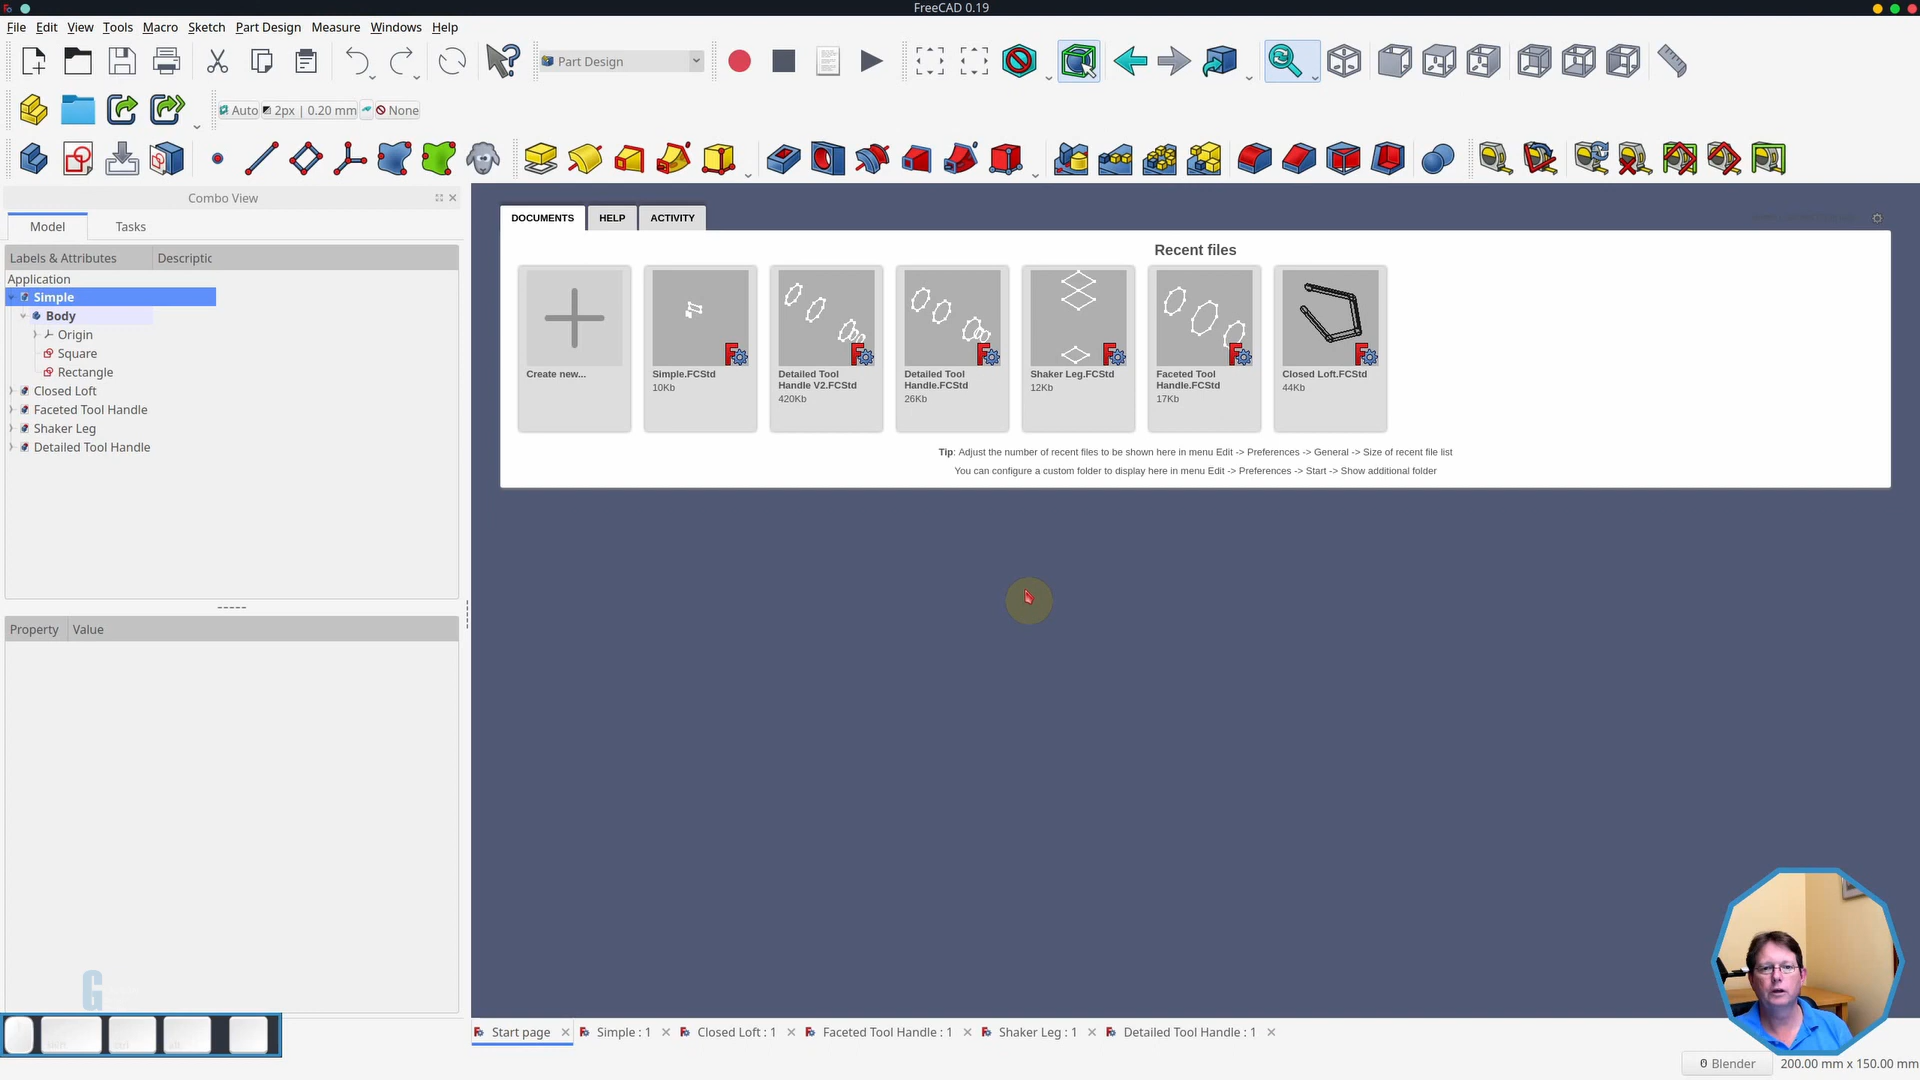 FreeCAD 0.19
File Edit View Tools Macro Sketch Part Design Measure Windows Help
Part Design
Auto 2px | 0.20 mm None
Combo View
Model Tasks
Labels & Attributes Descriptic
Application
Simple
Body
Origin
Square
Rectangle
Closed Loft
Faceted Tool Handle
Shaker Leg
Detailed Tool Handle
Property Value
DOCUMENTS HELP ACTIVITY
Recent files
Create new...
Simple.FCStd
10Kb
Detailed Tool
Handle V2.FCStd
420Kb
Detailed Tool
Handle.FCStd
26Kb
Shaker Leg.FCStd
12Kb
Faceted Tool
Handle.FCStd
17Kb
Closed Loft.FCStd
44Kb
Tip: Adjust the number of recent files to be shown here in menu Edit -> Preferences -> General -> Size of recent file list
You can configure a custom folder to display here in menu Edit -> Preferences -> Start -> Show additional folder
G
Start page Simple : 1 Closed Loft : 1 Faceted Tool Handle : 1 Shaker Leg : 1 Detailed Tool Handle : 1
Blender 200.00 mm x 150.00 mm